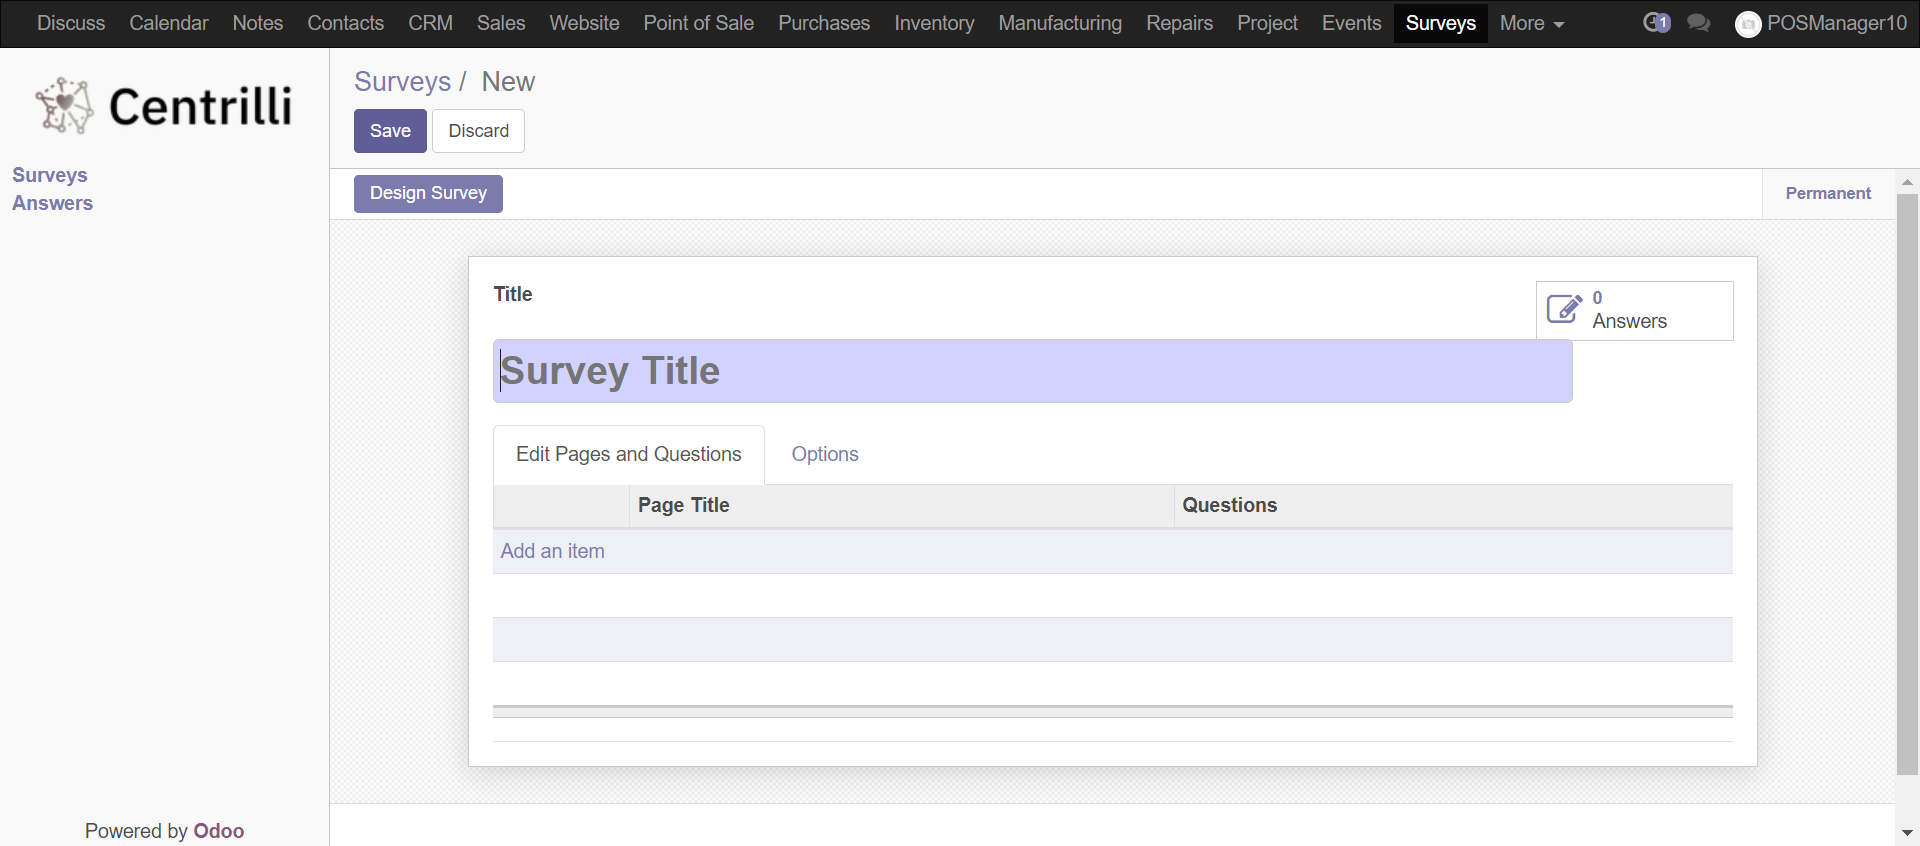 Discuss Calendar Notes Contacts CRM Sales Website Point of Sale Purchases Inventory Manufacturing Repairs Project Events Surveys More 1 POSManager10
Centrilli
Surveys
Answers
Powered by Odoo
Surveys / New
Save Discard
Design Survey Permanent
Title
0
Answers
Survey Title
Edit Pages and Questions Options
Page Title Questions
Add an item